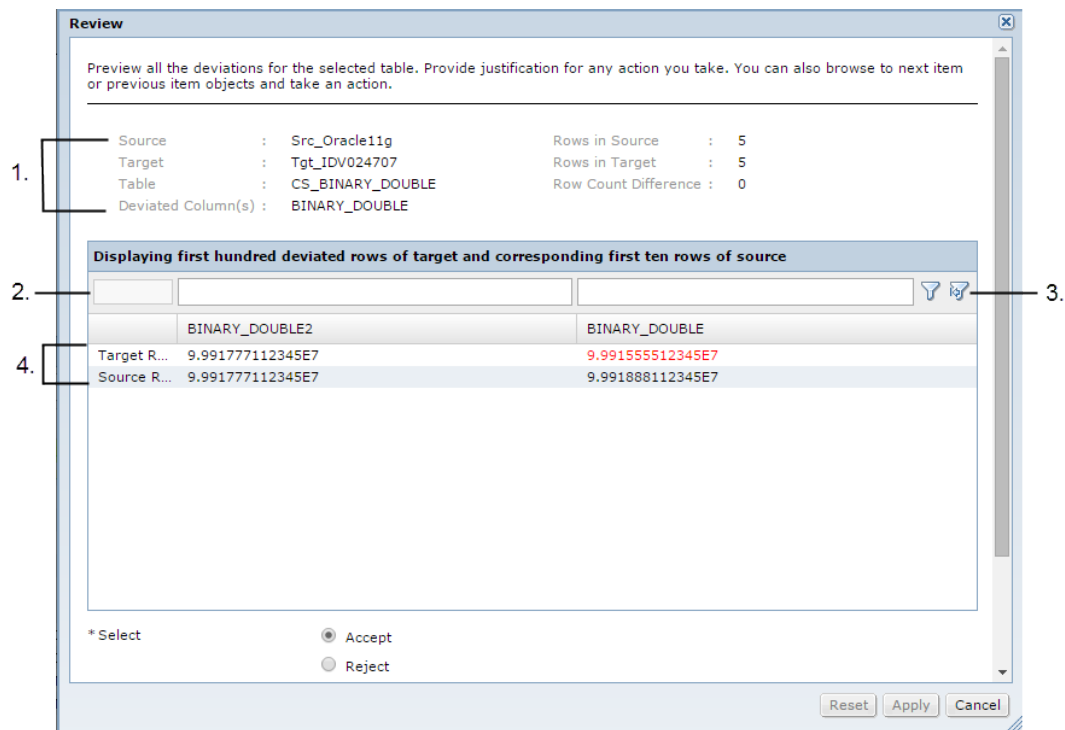 Review
Preview all the deviations for the selected table. Provide justification for any action you take. You can also browse to next item
or previous item objects and take an action.
1.
Source : Src_Oracle11g Rows in Source : 5
Target : Tgt_IDV024707 Rows in Target : 5
Table : CS_BINARY_DOUBLE Row Count Difference : 0
Deviated Column(s) : BINARY_DOUBLE
Displaying first hundred deviated rows of target and corresponding first ten rows of source
2. 3.
BINARY_DOUBLE2 BINARY_DOUBLE
4.
Target R... 9.991777112345E7 9.991555512345E7
Source R... 9.991777112345E7 9.991888112345E7
* Select Accept
Reject
Reset Apply Cancel